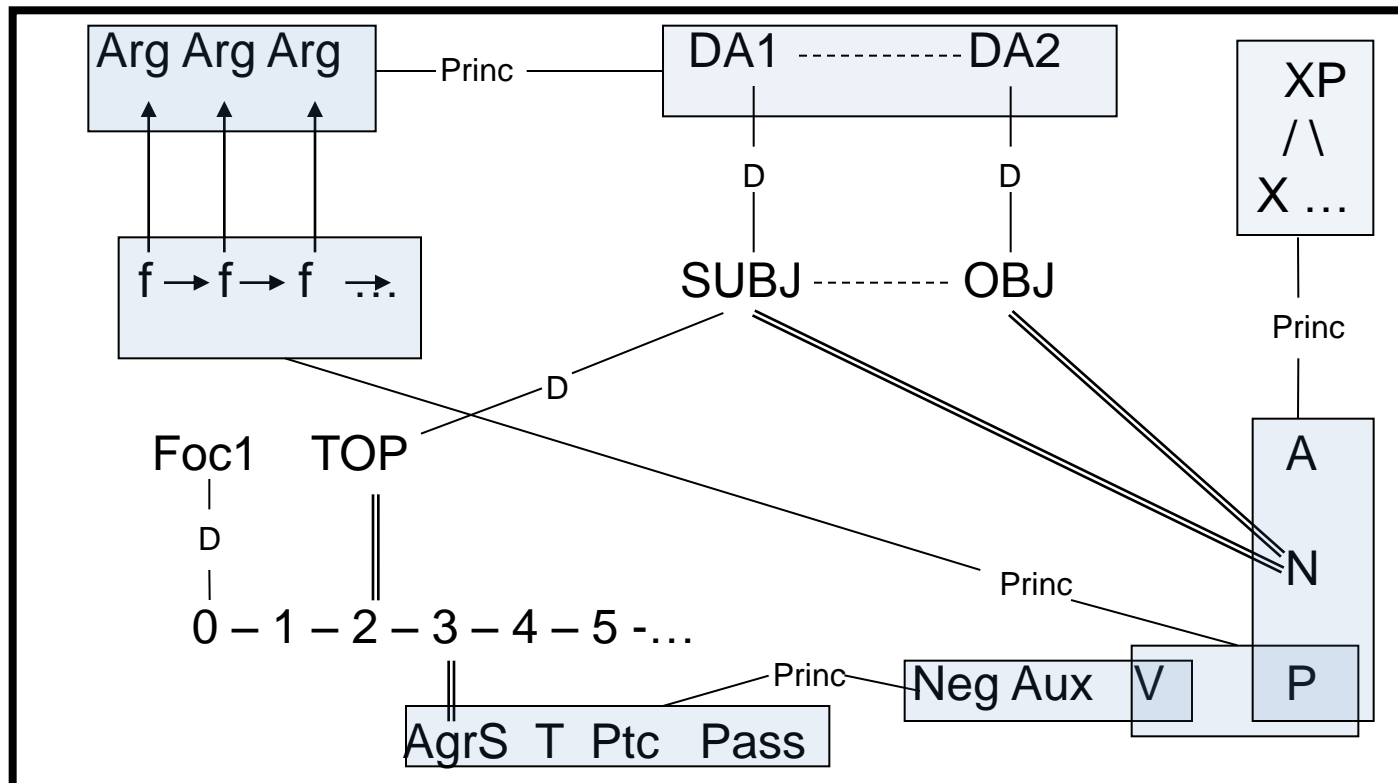 Arg Arg Arg
DA1 DA2
Princ
XP
/ \
X …
D D
f f f …
SUBJ OBJ
Princ
D
Foc1 TOP
A
D
N
Princ
0 – 1 – 2 – 3 – 4 – 5 -…
Princ
Neg Aux V P
AgrS T Ptc Pass